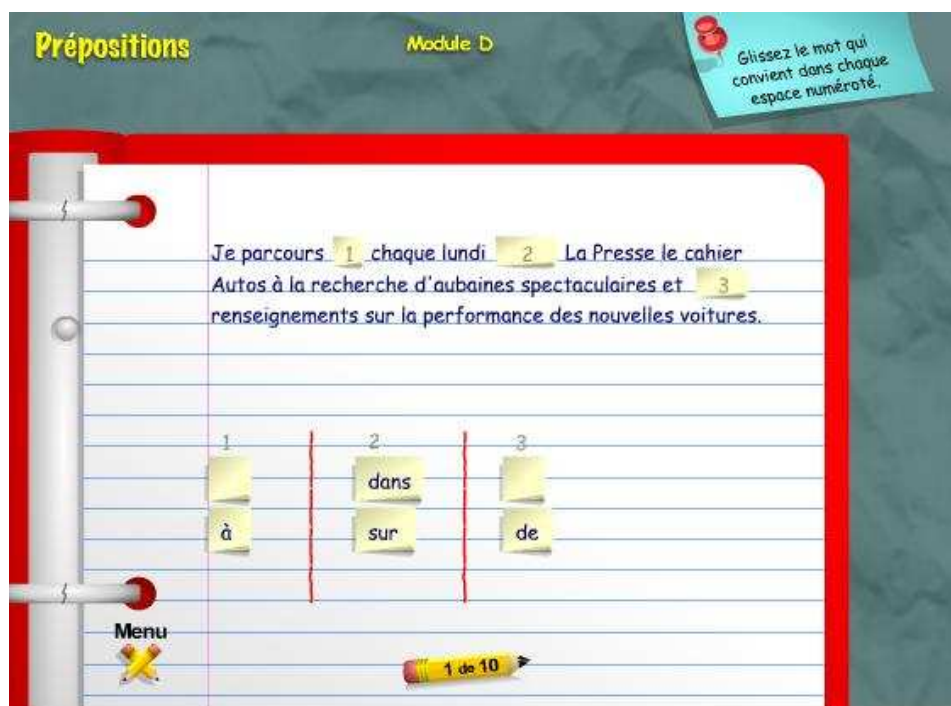 Prépositions
Module D
Glissez le mot qui
convient dans chaque
espace numéroté.
Je parcours 1 chaque lundi 2 La Presse le cahier
Autos à la recherche d'aubaines spectaculaires et 3
renseignements sur la performance des nouvelles voitures.
1 2 3
dans
à sur de
Menu
1 de 10